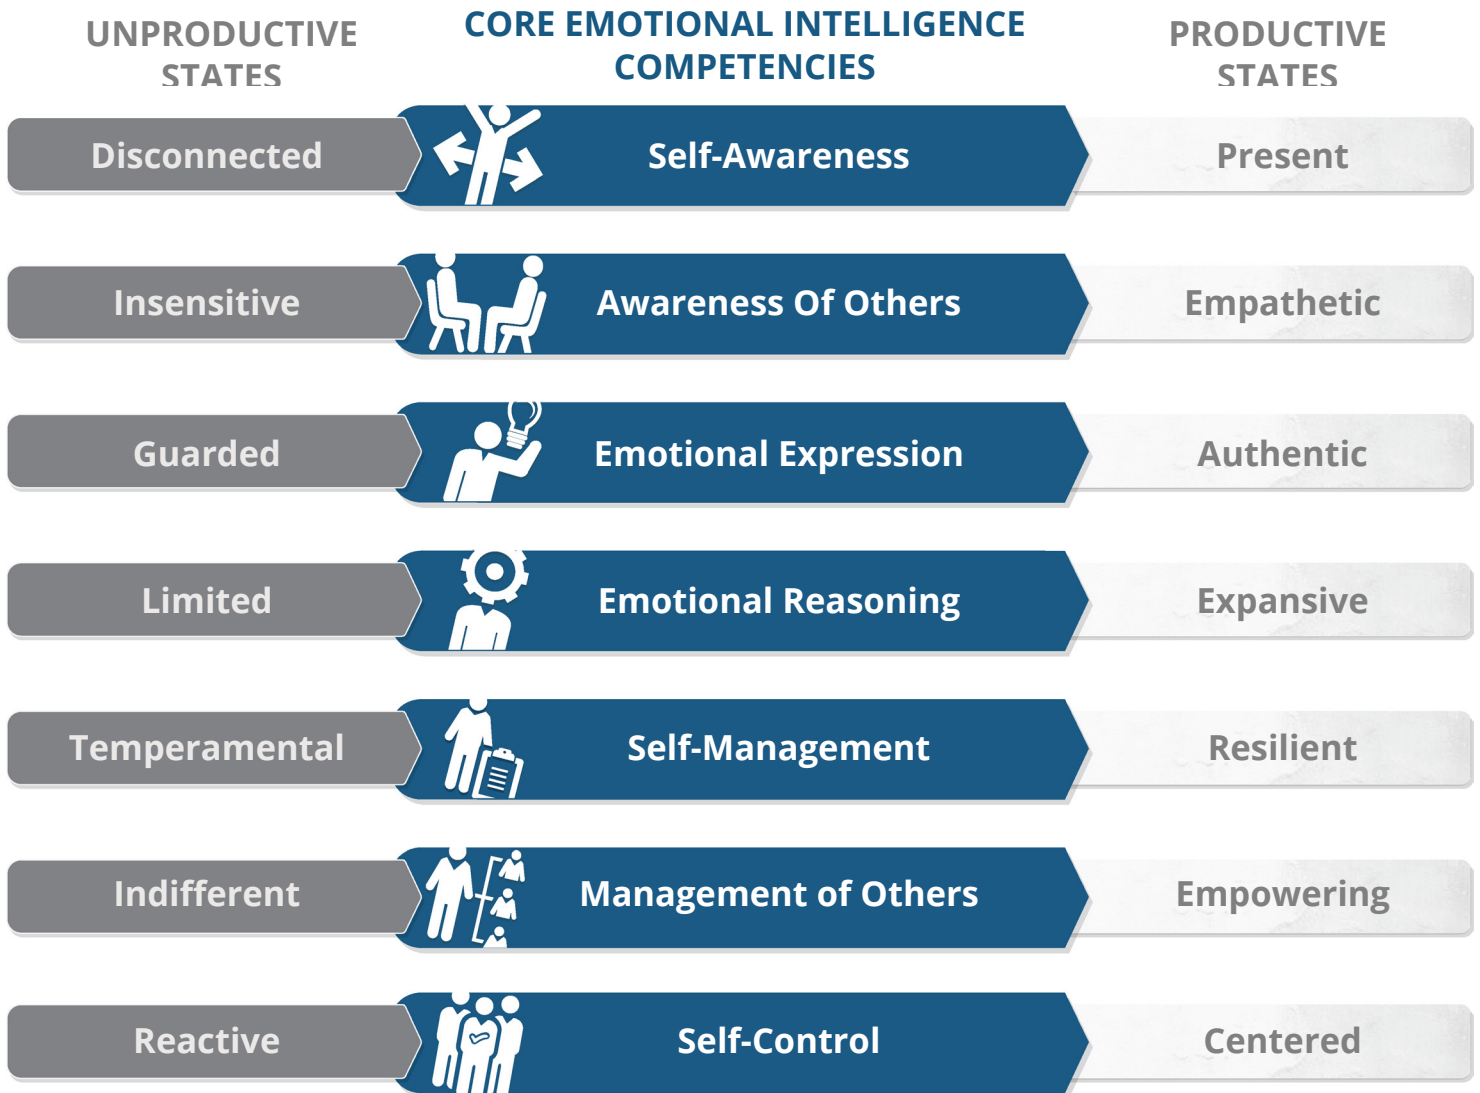 UNPRODUCTIVE
STATES
CORE EMOTIONAL INTELLIGENCE
COMPETENCIES
PRODUCTIVE
STATES
Disconnected
Self-Awareness
Present
Insensitive
Awareness Of Others
Empathetic
Guarded
Emotional Expression
Authentic
Limited
Emotional Reasoning
Expansive
Temperamental
Self-Management
Resilient
Indifferent
Management of Others
Empowering
Reactive
Self-Control
Centered